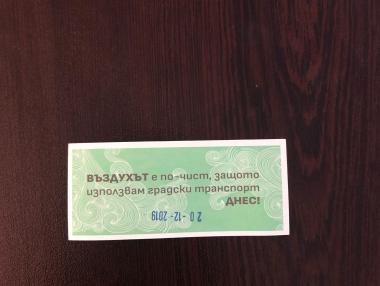 ВЪЗДУХЪТ е по-чист, защото
използвам градски транспорт
ДНЕС!
20-12-2019